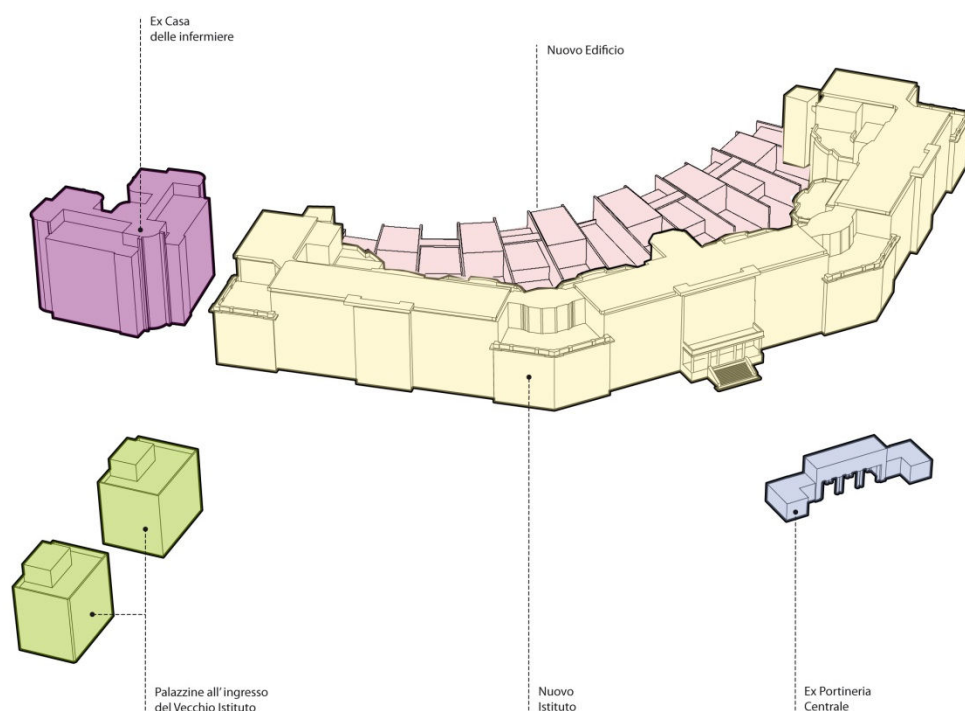 Ex Casa
delle infermiere
Nuovo Edificio
Palazzine all' ingresso
del Vecchio Istituto
Nuovo
Istituto
Ex Portineria
Centrale